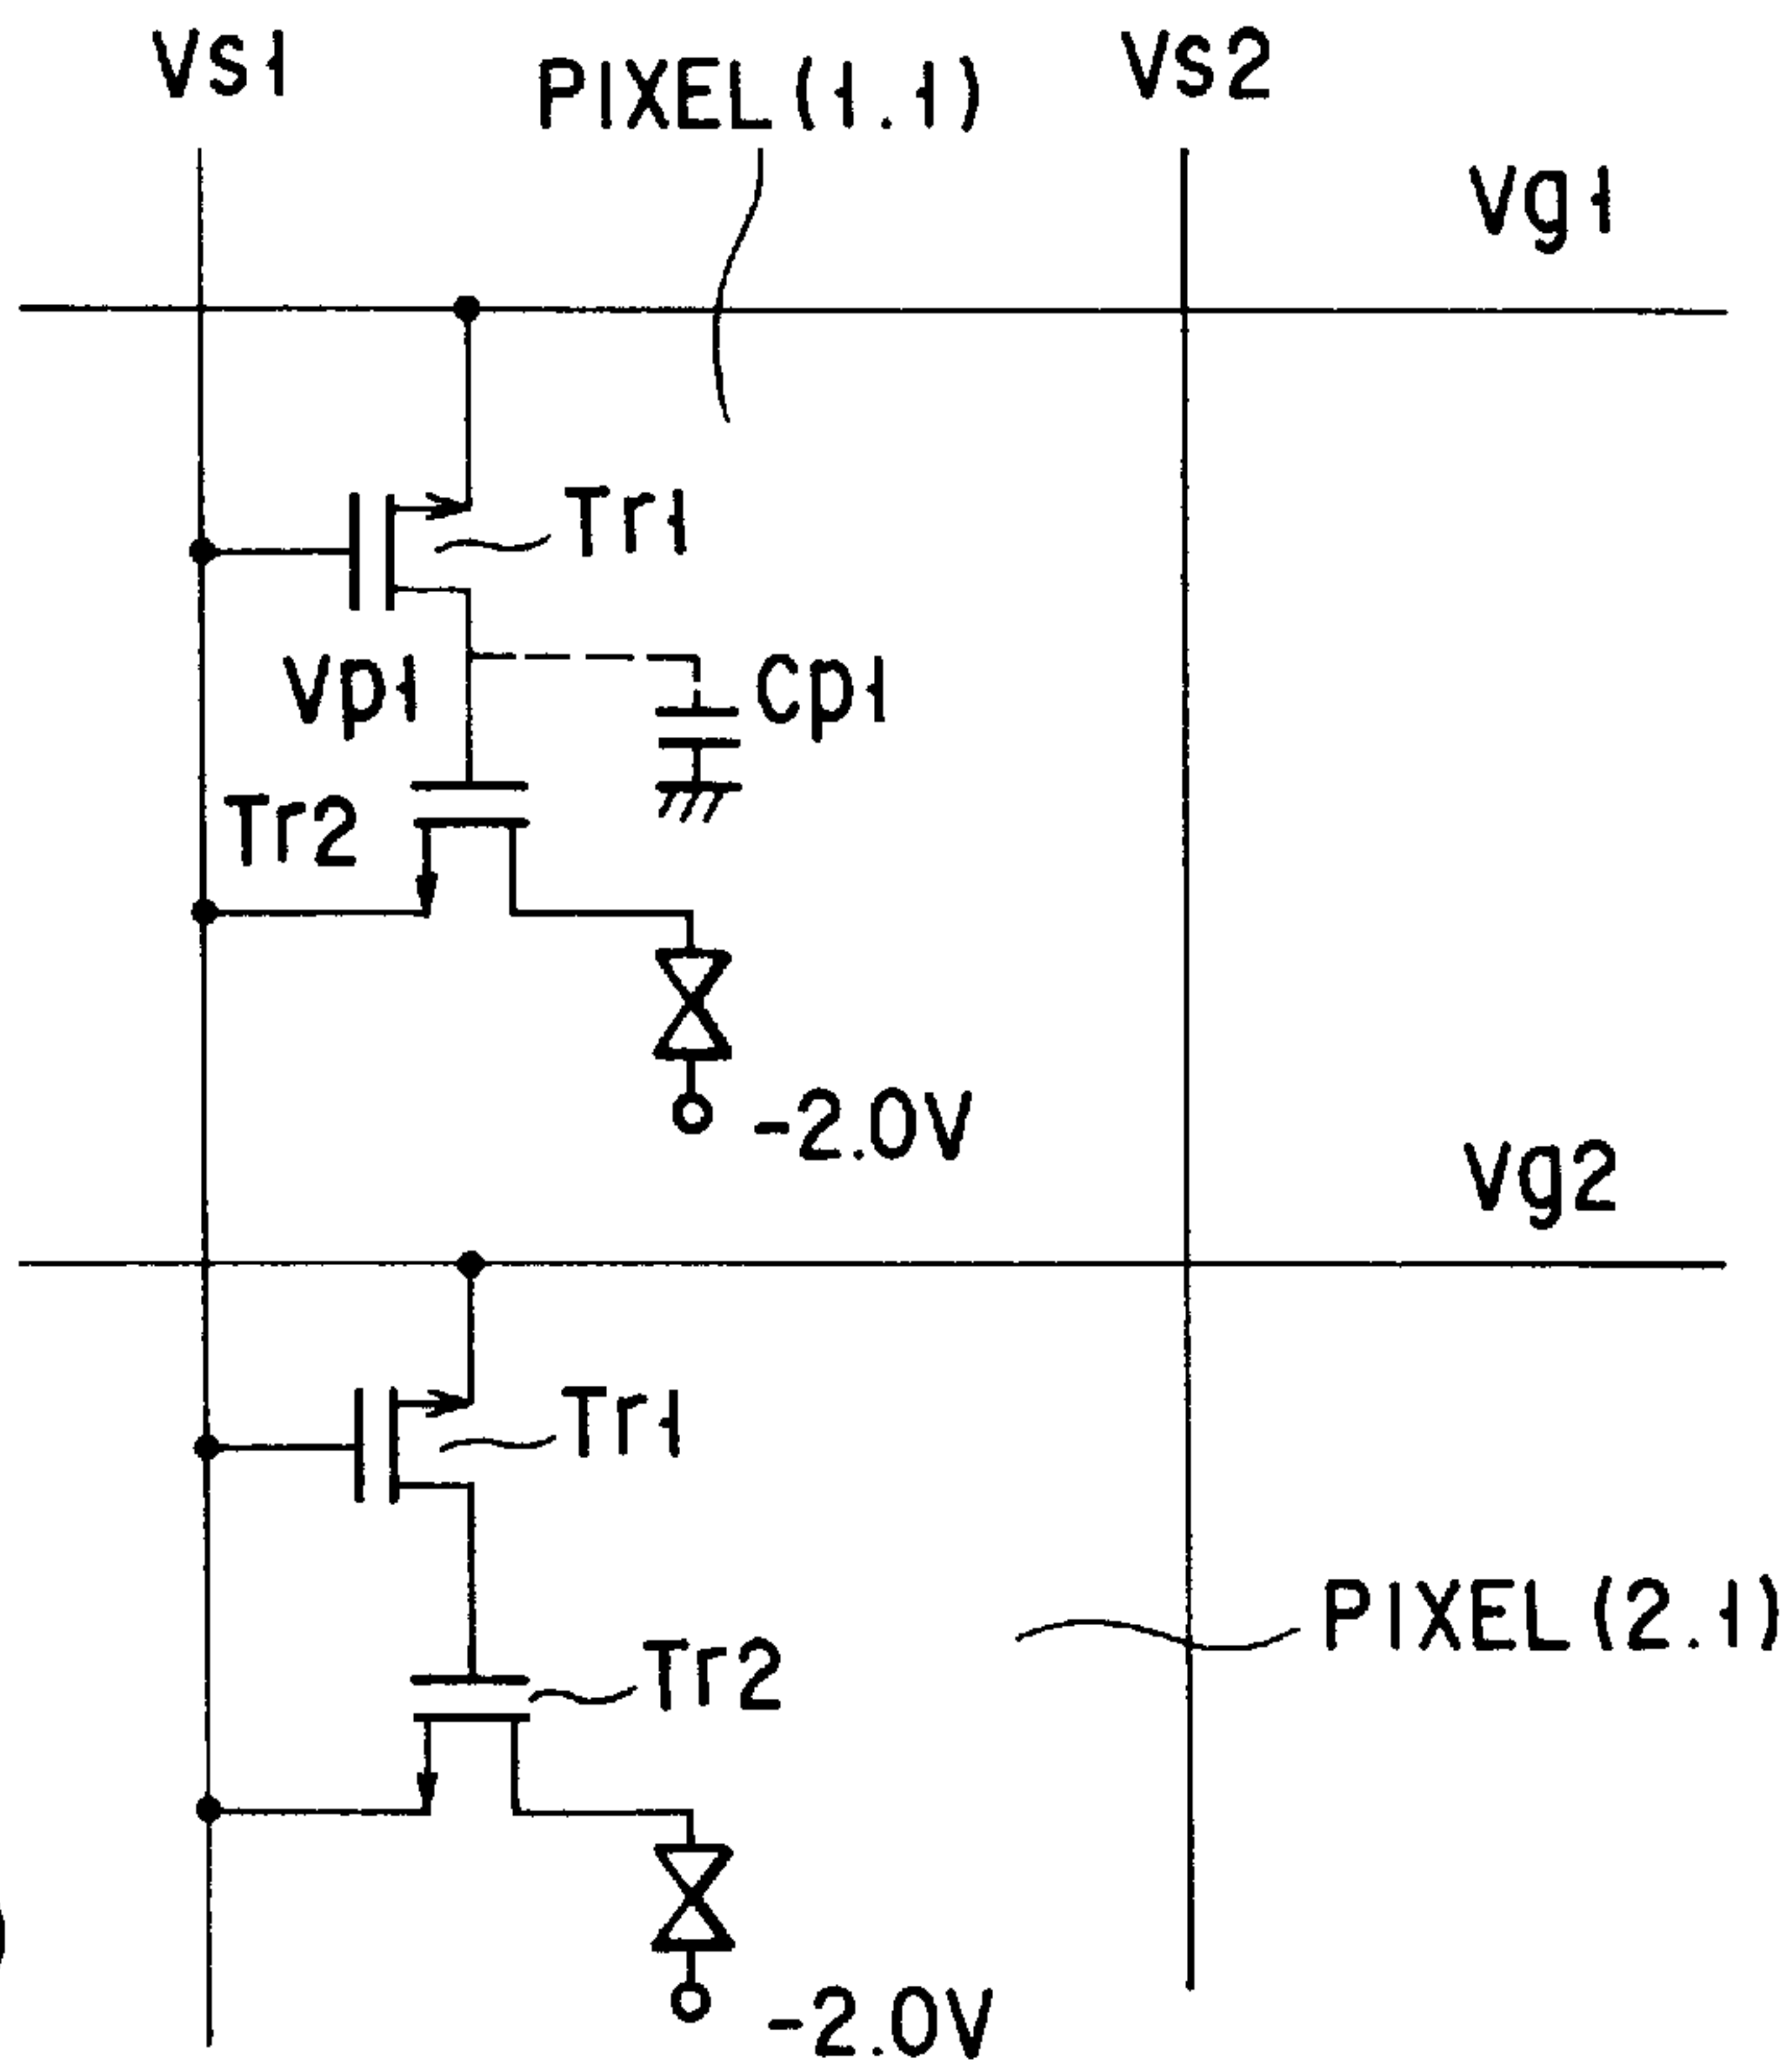 Vs1
PIXEL(1.1)
Vs2
Vg1
Tr1
Vp1
Cp1
Tr2
-2.0V
Vg2
Tr1
PIXEL(2.1)
Tr2
-2.0V